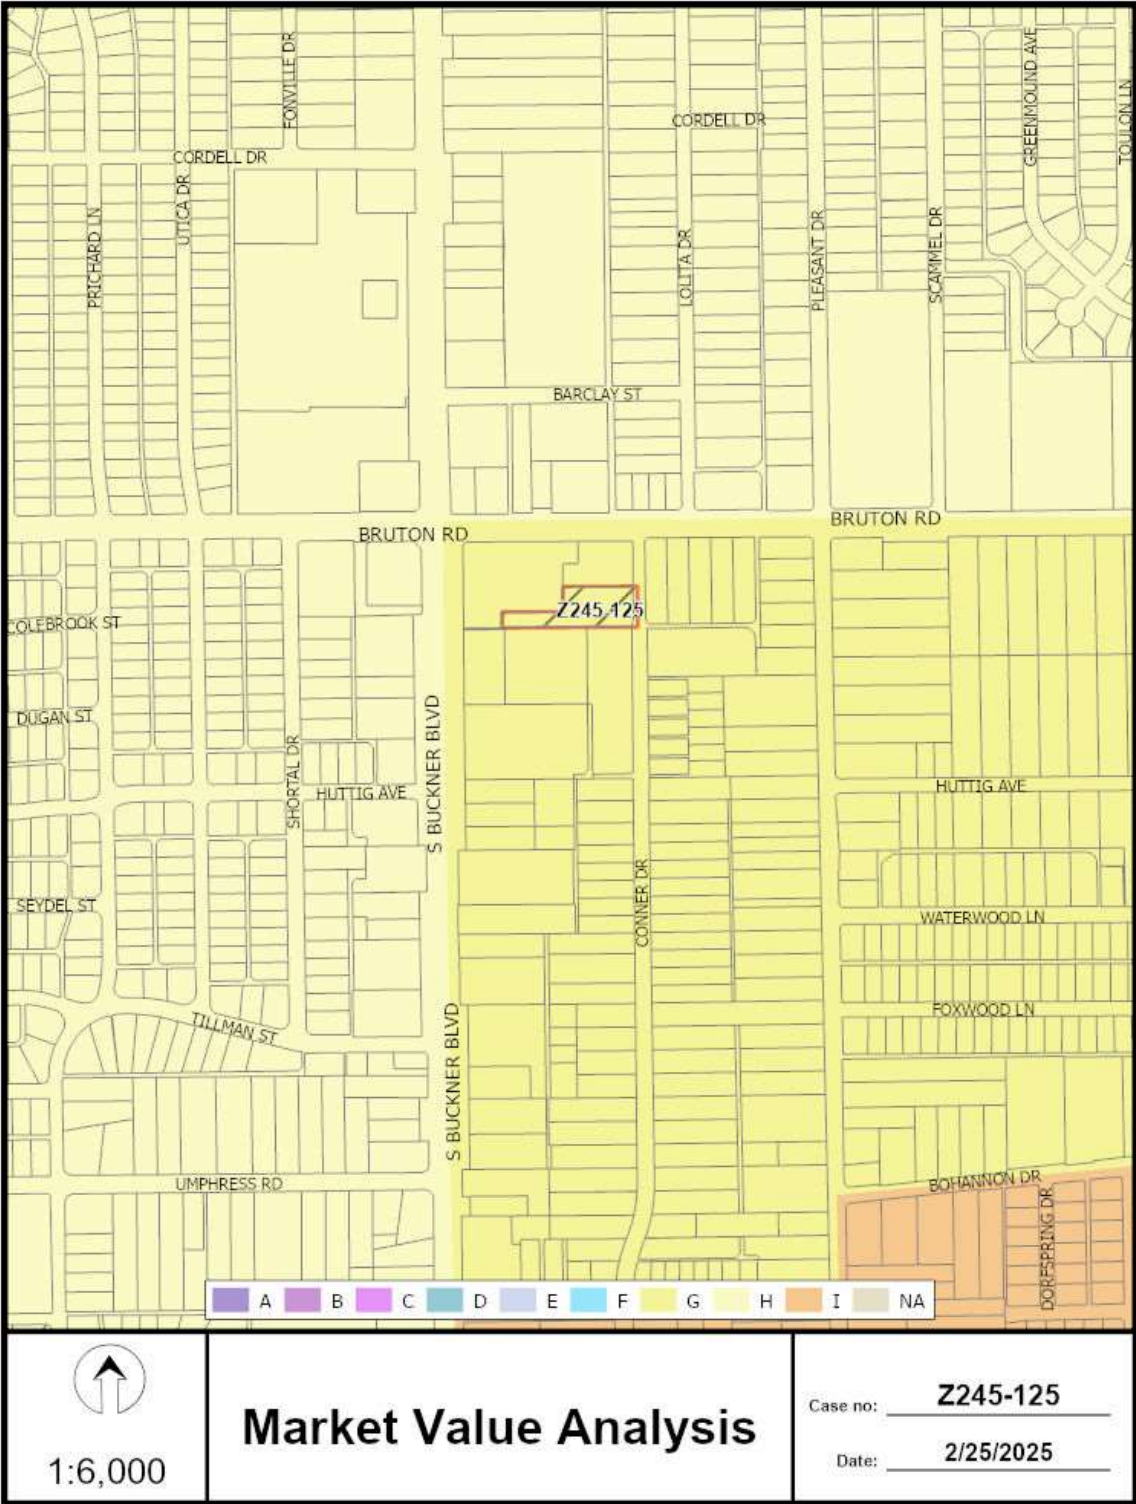 FONVILLE DR
GREENMOUND AVE
TOULON LN
CORDELL DR
CORDELL DR
PRICHARD LN
UTICA DR
LOLITA DR
PLEASANT DR
SCAMMEL DR
BARCLAY ST
BRUTON RD
BRUTON RD
Z245-125
COLEBROOK ST
DUGAN ST
SHORTAL DR
S BUCKNER BLVD
HUTTIG AVE
HUTTIG AVE
CONNER DR
SEYDEL ST
WATERWOOD LN
FOXWOOD LN
TILLMAN ST
S BUCKNER BLVD
UMPHRESS RD
BOHANNON DR
DORFSPRING DR
A B C D E F G H I NA
1:6,000
Market Value Analysis
Case no: Z245-125
Date: 2/25/2025